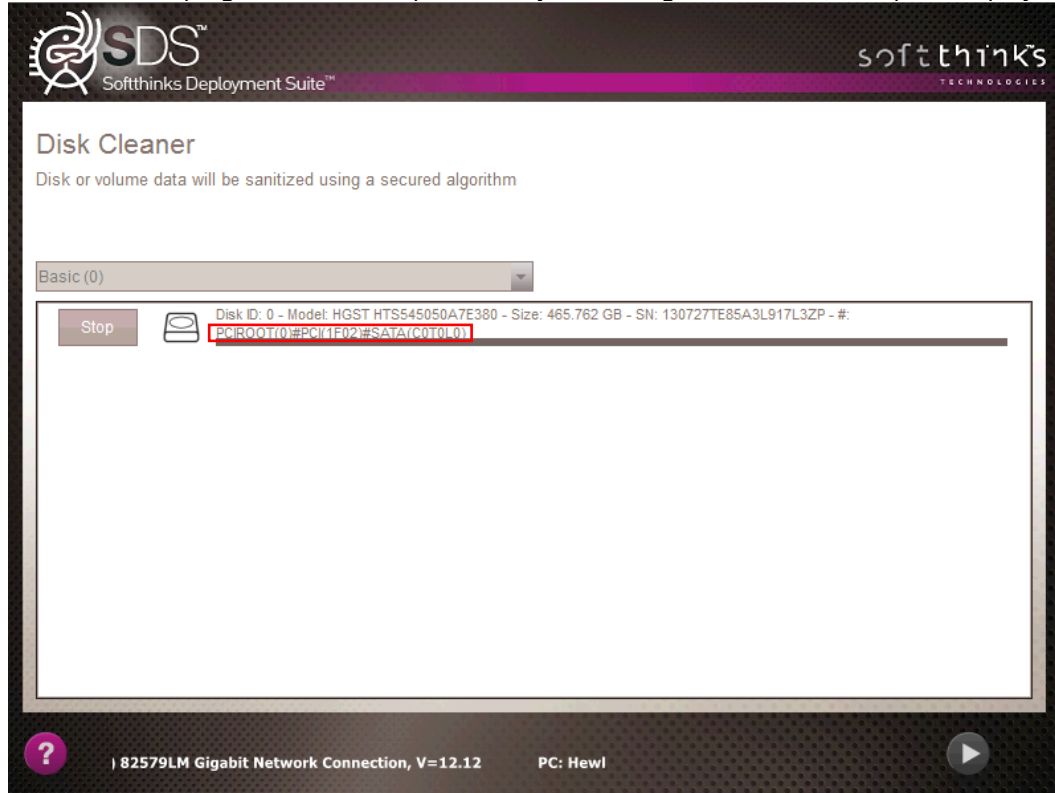 SDS™
Softthinks Deployment Suite™
softthinks™
TECHNOLOGIES
Disk Cleaner
Disk or volume data will be sanitized using a secured algorithm
Basic (0)
Stop
Disk ID: 0 - Model: HGST HTS545050A7E380 - Size: 465.762 GB - SN: 130727TE85A3L917L3ZP - #:
PCIROOT(0)#PCI(1F02)#SATA(C0T0L0)
?
) 82579LM Gigabit Network Connection, V=12.12 PC: Hewl